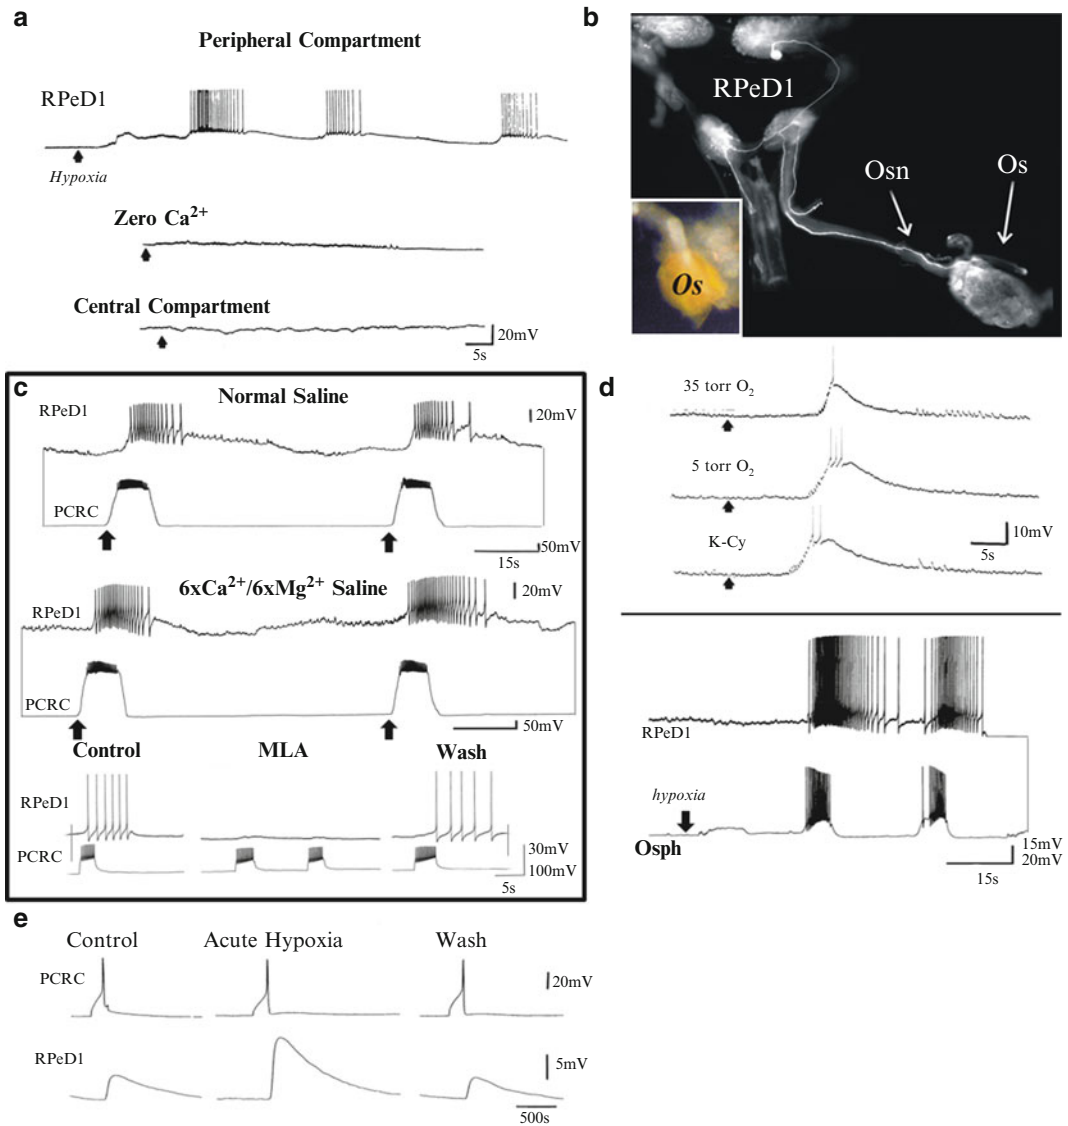 a
Peripheral Compartment
RPeD1
Hypoxia
Zero Ca²⁺
Central Compartment
20mV
5s
b
RPeD1
Osn
Os
Os
c
Normal Saline
RPeD1
20mV
PCRC
50mV
15s
6xCa²⁺/6xMg²⁺ Saline
20mV
RPeD1
PCRC
50mV
Control MLA Wash
RPeD1
PCRC
30mV
100mV
5s
d
35 torr O₂
5 torr O₂
K-Cy
10mV
5s
RPeD1
hypoxia
Osph
15mV
20mV
15s
e
Control Acute Hypoxia Wash
PCRC
20mV
RPeD1
5mV
500s